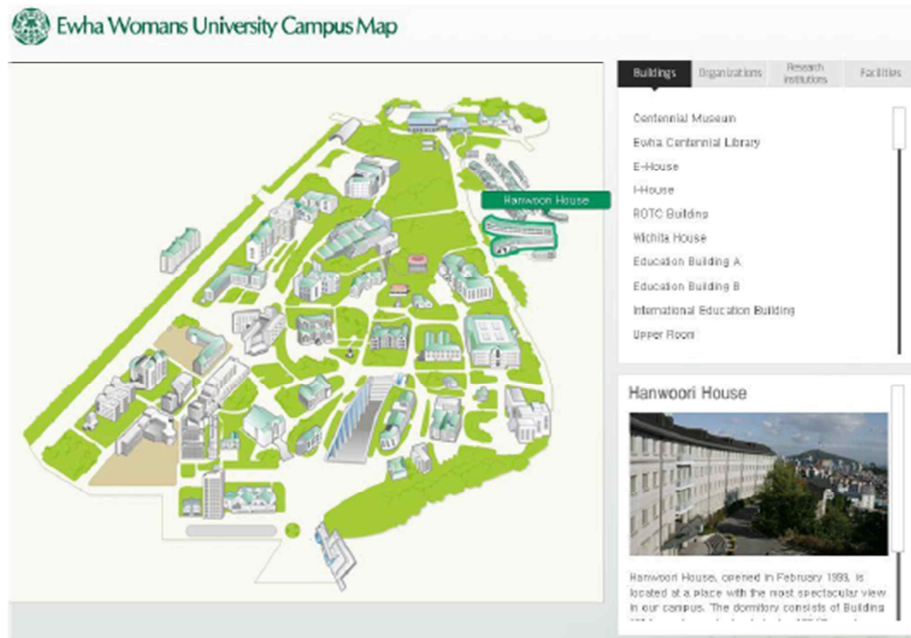 Ewha Womans University Campus Map
Buildings
Organizations
Research
Institutions
Facilities
Centennial Museum
Ewha Centennial Library
E-House
I-House
ROTC Building
Wichita House
Education Building A
Education Building B
International Education Building
Upper Room
Hanwoori House
Hanwoori House
Hanwoori House, opened in February 1999, is
located at a place with the most spectacular view
in our campus. The dormitory consists of Building